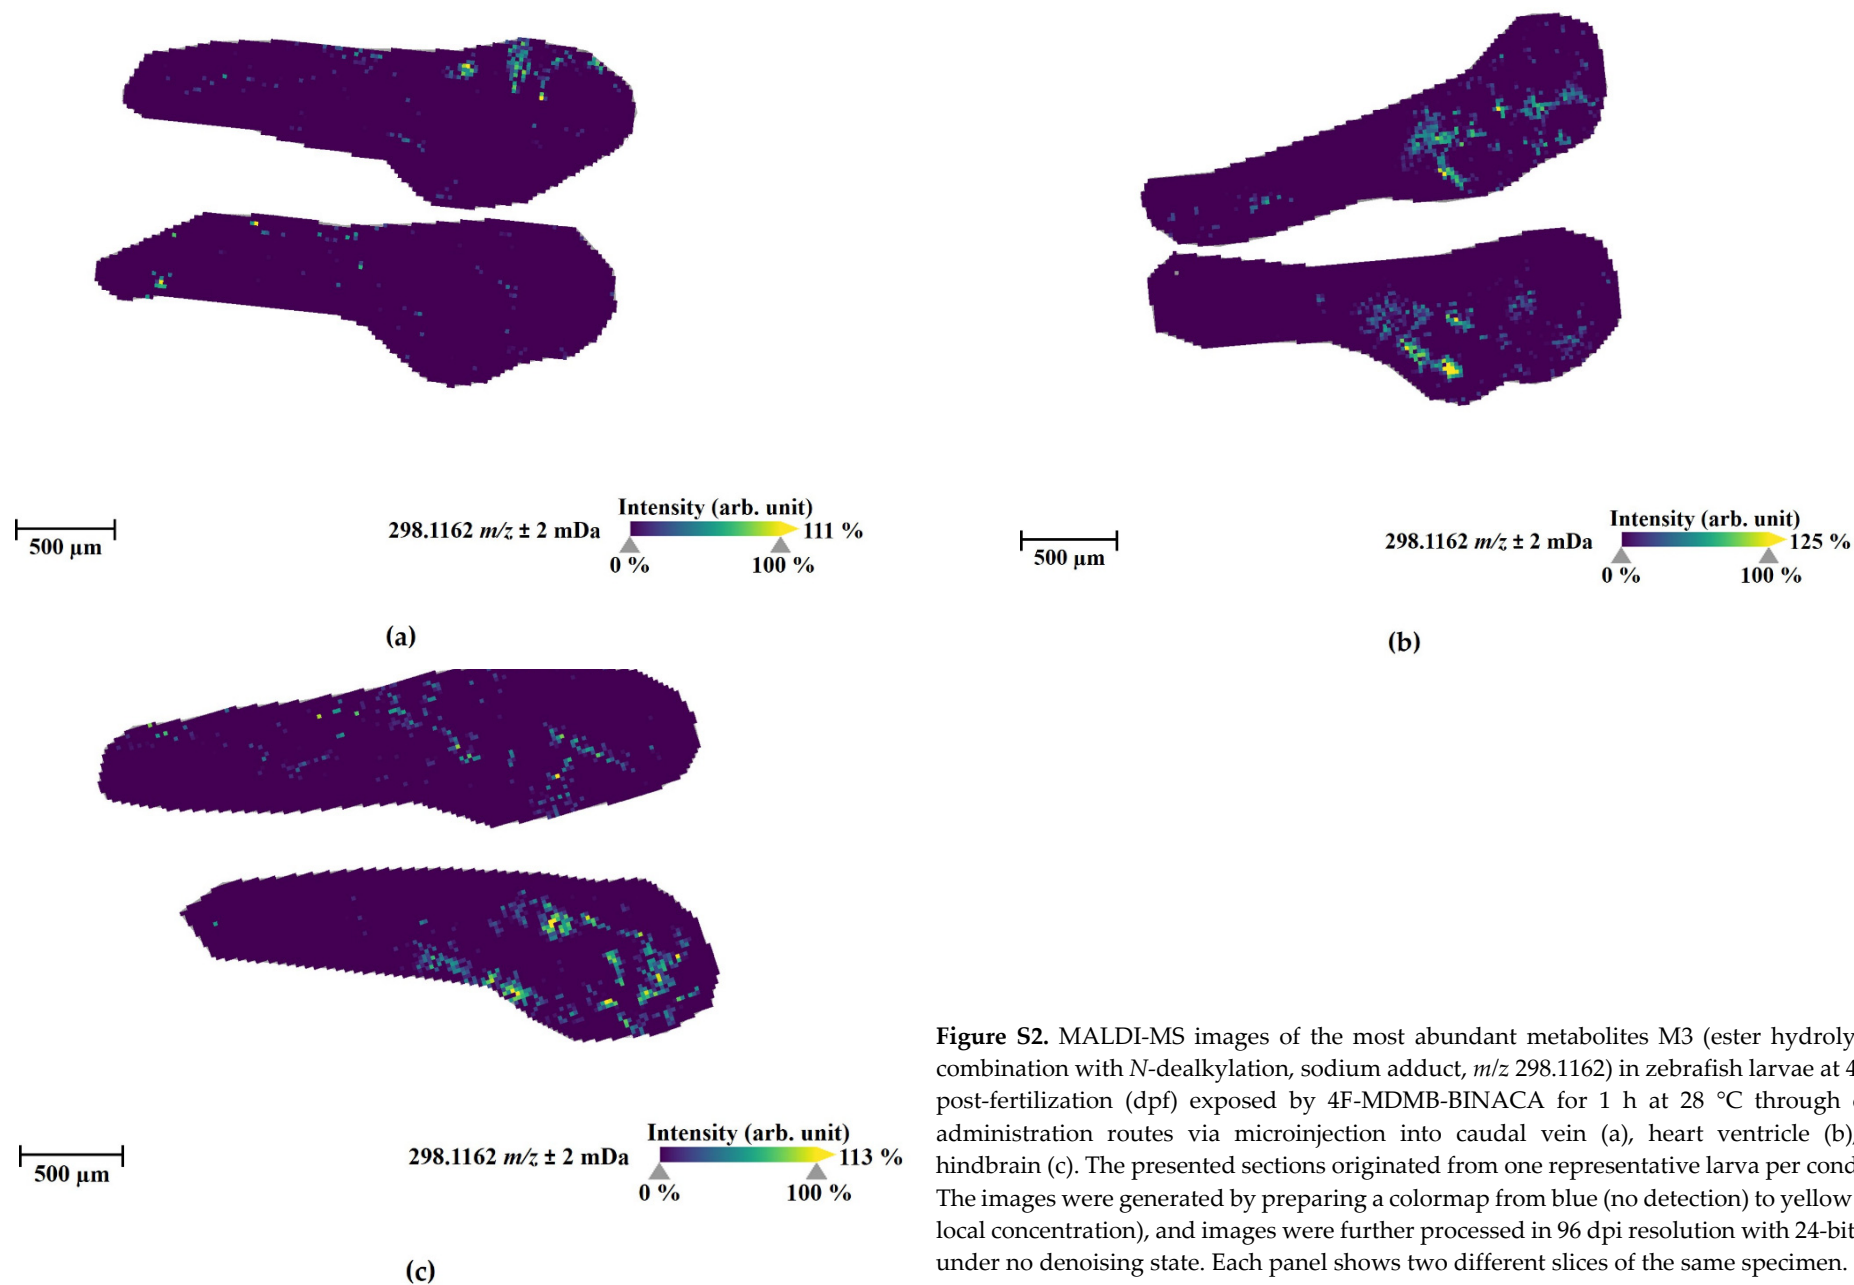 500 µm
298.1162 m/z ± 2 mDa
Intensity (arb. unit)
111 %
0 %
100 %
(a)
500 µm
298.1162 m/z ± 2 mDa
Intensity (arb. unit)
125 %
0 %
100 %
(b)
500 µm
298.1162 m/z ± 2 mDa
Intensity (arb. unit)
113 %
0 %
100 %
(c)
Figure S2. MALDI-MS images of the most abundant metabolites M3 (ester hydroly
combination with N-dealkylation, sodium adduct, m/z 298.1162) in zebrafish larvae at 4
post-fertilization (dpf) exposed by 4F-MDMB-BINACA for 1 h at 28 °C through
administration routes via microinjection into caudal vein (a), heart ventricle (b),
hindbrain (c). The presented sections originated from one representative larva per cond
The images were generated by preparing a colormap from blue (no detection) to yellow
local concentration), and images were further processed in 96 dpi resolution with 24-bit
under no denoising state. Each panel shows two different slices of the same specimen.